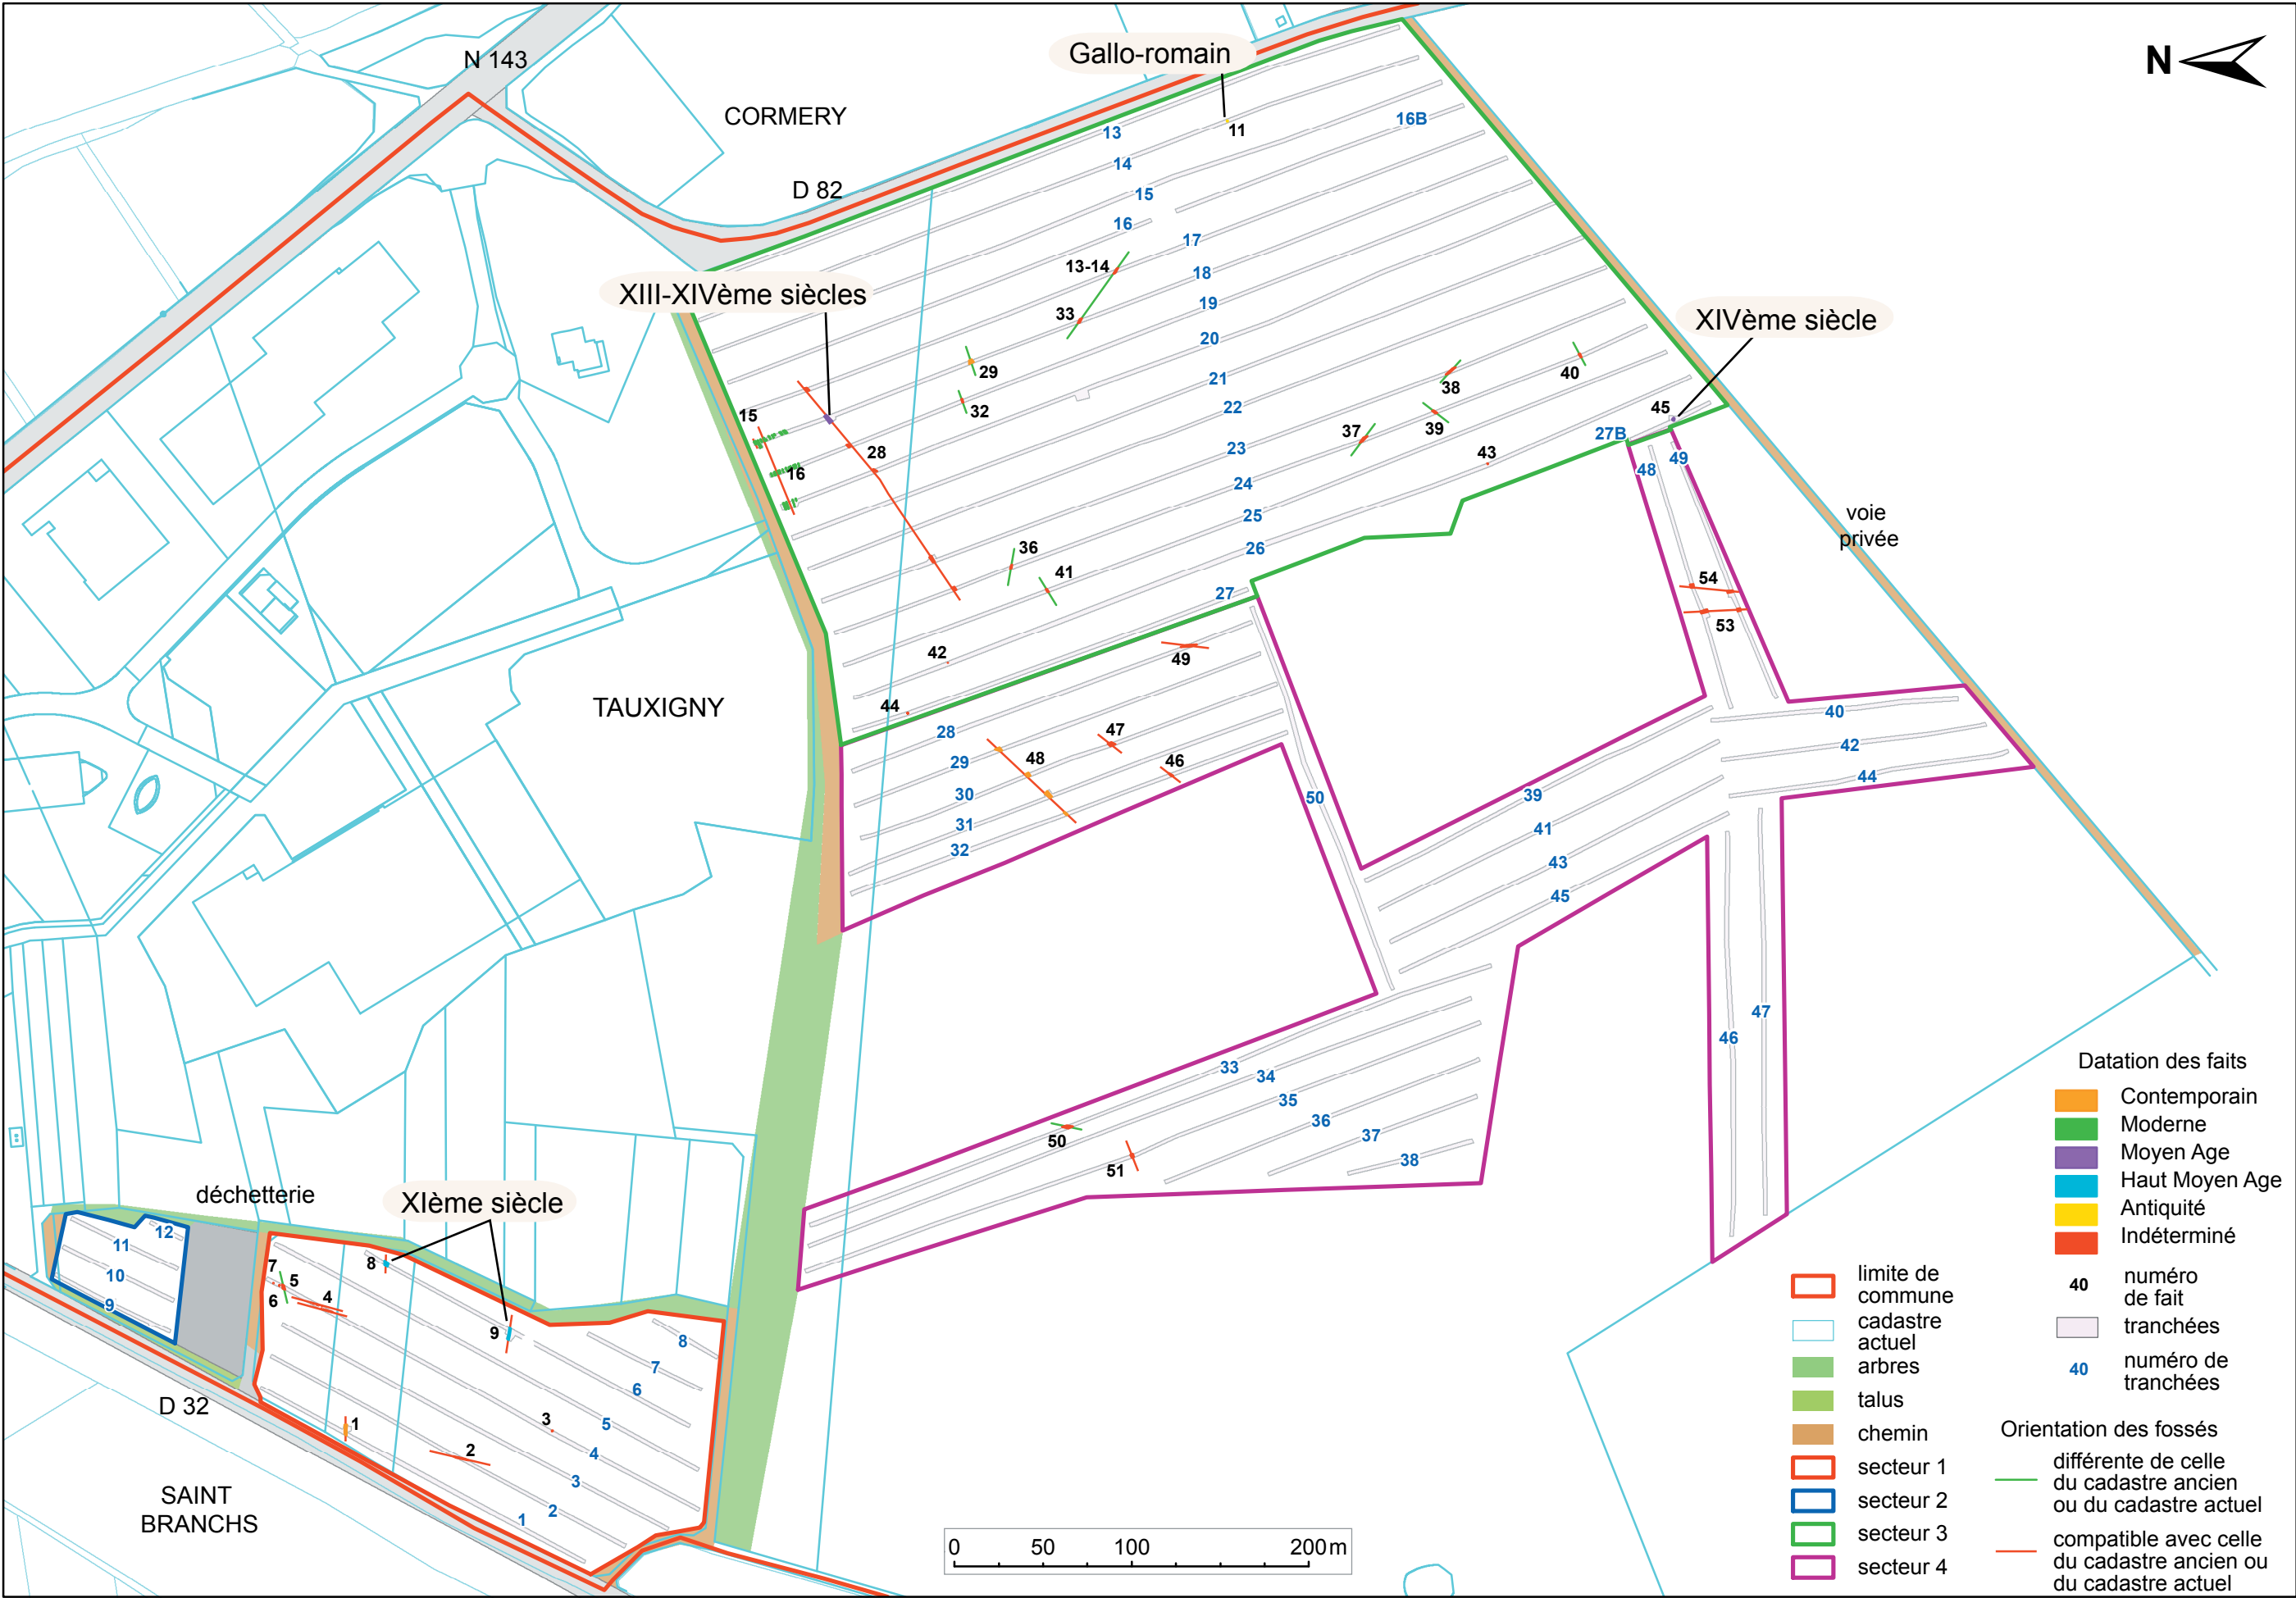 N 143
Gallo-romain
N
CORMERY
11
13
16B
14
D 82
15
16
17
13-14
18
XIII-XIVème siècles
19
33
XIVème siècle
20
29
21
38
40
32
22
15
45
39
37
27B
23
28
43
49
16
48
24
25
voie
privée
26
36
41
54
27
53
42
49
TAUXIGNY
44
28
40
47
42
48
29
46
44
30
50
39
31
41
32
43
45
47
46
Datation des faits
Contemporain
Moderne
Moyen Age
Haut Moyen Age
Antiquité
Indéterminé
33
34
35
36
37
50
51
38
déchetterie
XIème siècle
12
11
10
9
7
5
6
4
8
9
8
7
6
5
4
3
2
1
1
2
3
D 32
SAINT
BRANCHS
0 50 100 200m
limite de
commune
cadastre
actuel
arbres
talus
chemin
secteur 1
secteur 2
secteur 3
secteur 4
40 numéro
de fait
tranchées
40 numéro de
tranchées
Orientation des fossés
différente de celle
du cadastre ancien
ou du cadastre actuel
compatible avec celle
du cadastre ancien ou
du cadastre actuel